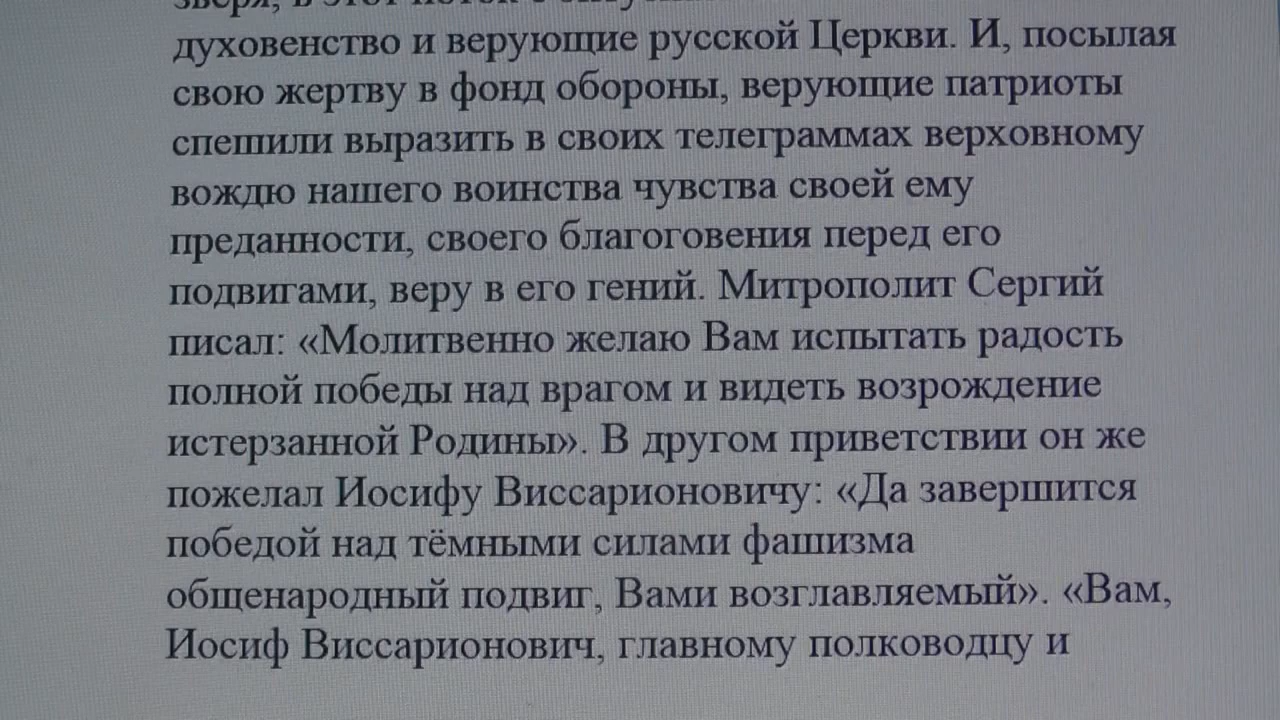 зверя, в этот
духовенство и верующие русской Церкви. И, посылая
свою жертву в фонд обороны, верующие патриоты
спешили выразить в своих телеграммах верховному
вождю нашего воинства чувства своей ему
преданности, своего благоговения перед его
подвигами, веру в его гений. Митрополит Сергий
писал: «Молитвенно желаю Вам испытать радость
полной победы над врагом и видеть возрождение
истерзанной Родины». В другом приветствии он же
пожелал Иосифу Виссарионовичу: «Да завершится
победой над тёмными силами фашизма
общенародный подвиг, Вами возглавляемый». «Вам,
Иосиф Виссарионович, главному полководцу и